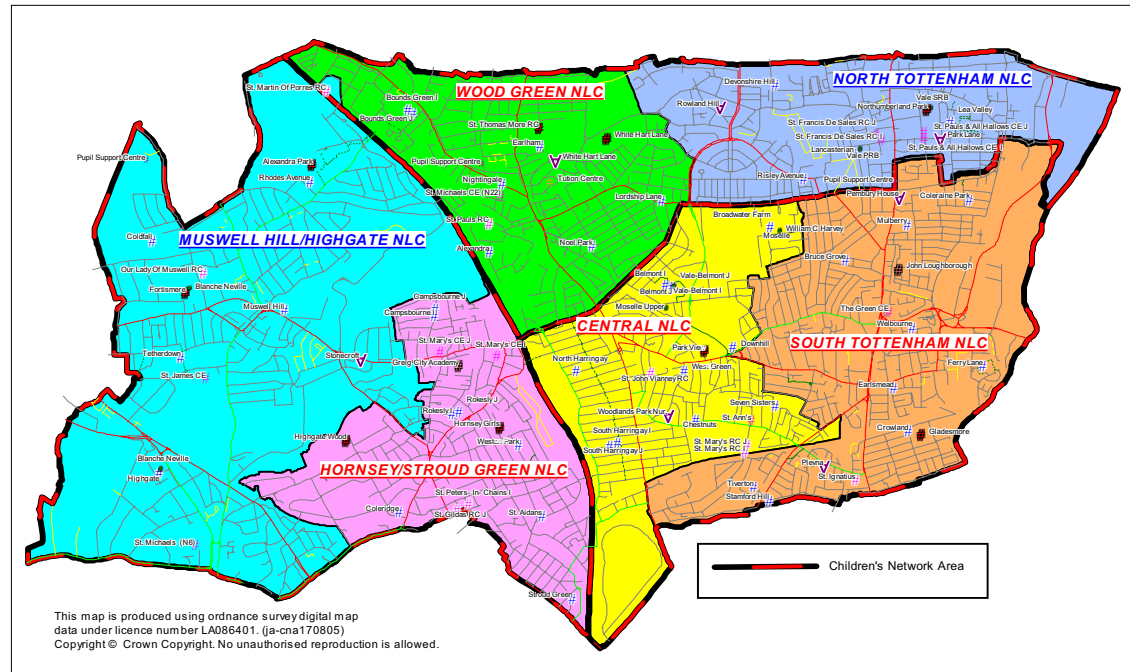 NORTH TOTTENHAM NLC
WOOD GREEN NLC
Devonshire Hill
St. Martin Of Porres RC
Vale SRB
Rowland Hill
Northumberland Park
Lea Valley
Bounds Green I
Bounds Green J
St. Thomas More RC
St. Francis De Sales RC J
St. Pauls & All Hallows CE J
White Hart Lane
St. Francis De Sales RC I
Park Lane
Earlham
Lancasterian
St. Pauls & All Hallows CE I
Vale PRB
Pupil Support Centre
Alexandra Park
Pupil Support Centre
White Hart Lane
Tution Centre
Rhodes Avenue
Nightingale
Risley Avenue
Pupil Support Centre
St. Michaels CE (N22)
Pembury House
Lordship Lane
Coleraine Park
Broadwater Farm
St. Pauls RC
Mulberry
William C Harvey
Moselle
Coldfall
MUSWELL HILL/HIGHGATE NLC
Noel Park
Alexandra
Bruce Grove
John Loughborough
Our Lady Of Muswell RC
Belmont I
Vale-Belmont J
Blanche Neville
Fortismere
Belmont J
Vale-Belmont I
Campsbourne J
Muswell Hill
Campsbourne I
Moselle Upper
The Green CE
CENTRAL NLC
Welbourne
St. Mary's CE J
St. Mary's CE I
SOUTH TOTTENHAM NLC
Downhill
Park View
Tetherdown
Stonecroft
North Harringay
Greig City Academy
West Green
Ferry Lane
St. James CE
St. John Vianney RC
Earlsmead
Rokesly J
Seven Sisters
Rokesly I
Woodlands Park Nur
St. Ann's
Hornsey Girls
Chestnuts
Crowland
Gladesmore
South Harringay I
Highgate Wood
St. Mary's RC J
South Harringay J
St. Mary's RC I
Blanche Neville
Plevna
HORNSEY/STROUD GREEN NLC
Highgate
St. Ignatius
Tiverton
St. Peters- In- Chains I
Stamford Hill
Coleridge
St. Gildas RC J
St. Aidans
St. Michaels (N6)
Children's Network Area
Stroud Green
This map is produced using ordnance survey digital map
data under licence number LA086401. (ja-cna170805)
Copyright © Crown Copyright. No unauthorised reproduction is allowed.